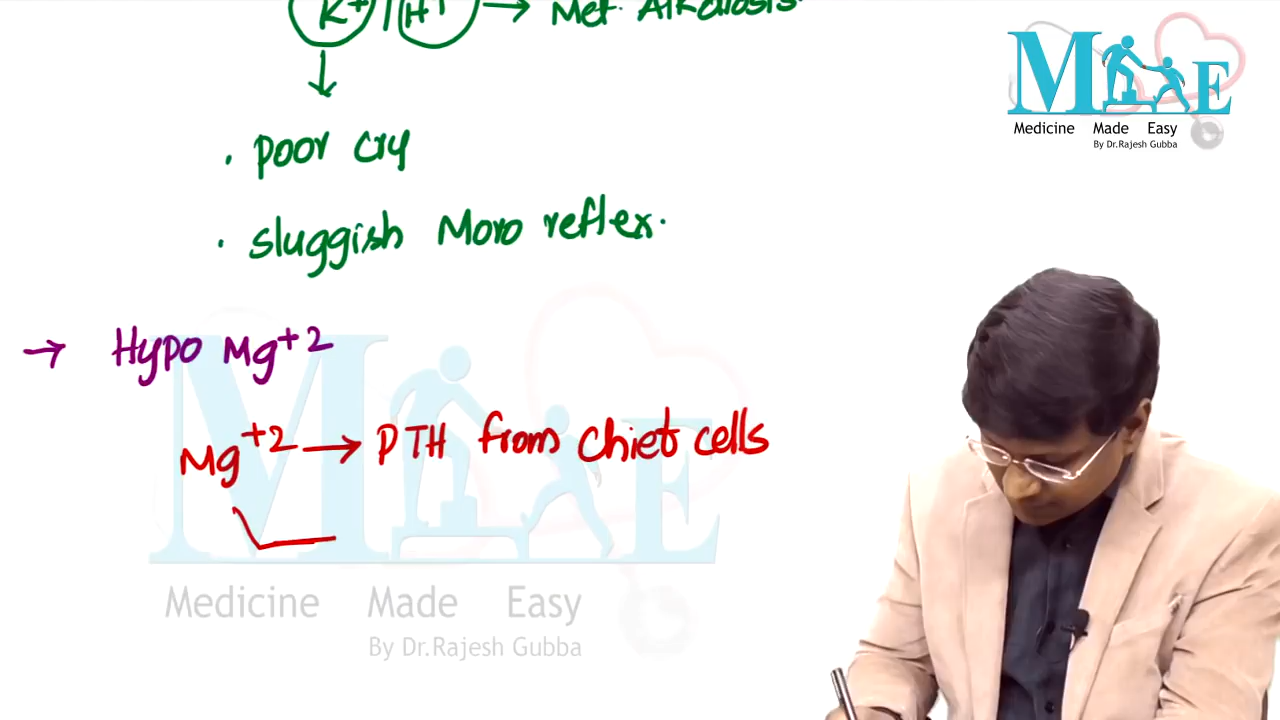 K+ / H+ → Met. Alkalosis.
↓
· poor cry
· sluggish Moro reflex.
→ Hypo Mg+2
Mg+2 → PTH from Chief cells
M E
Medicine Made Easy
By Dr.Rajesh Gubba
M E
Medicine Made Easy
By Dr.Rajesh Gubba